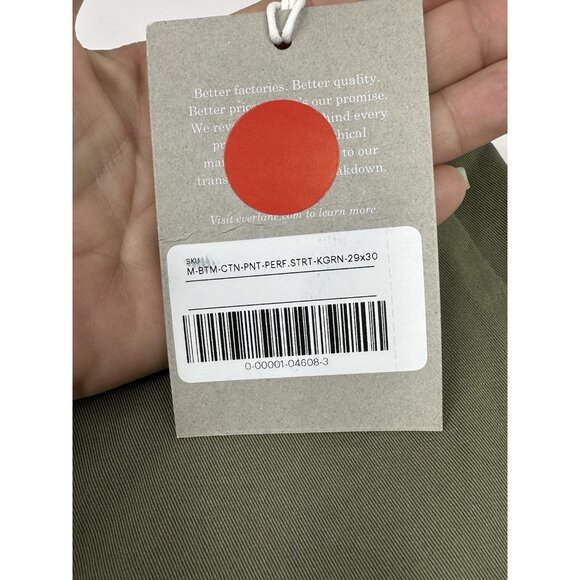 Better factories. Better quality.
Better our promise.
We every
to our
Visit everlane.com to learn more.
SKU
M-BTM-CTN-PNT-PERF.STRT-KGRN-29x30
0-00001-04608-3